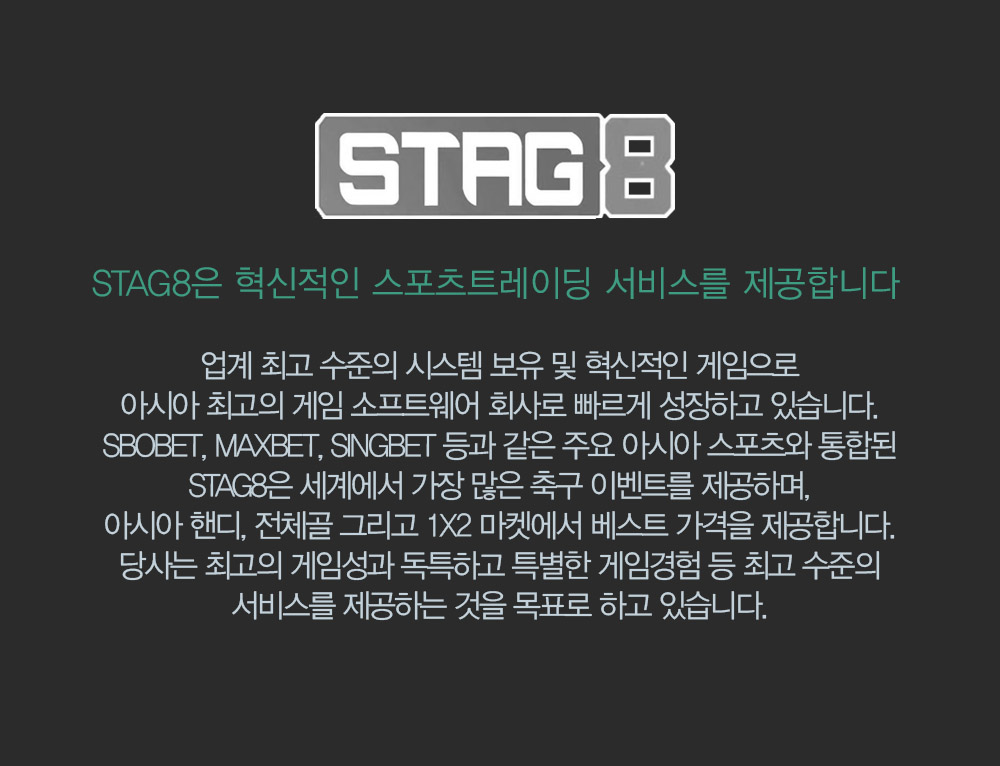 STAG8
STAG8은 혁신적인 스포츠트레이딩 서비스를 제공합니다
업계 최고 수준의 시스템 보유 및 혁신적인 게임으로
아시아 최고의 게임 소프트웨어 회사로 빠르게 성장하고 있습니다.
SBOBET, MAXBET, SINGBET 등과 같은 주요 아시아 스포츠와 통합된
STAG8은 세계에서 가장 많은 축구 이벤트를 제공하며,
아시아 핸디, 전체골 그리고 1X2 마켓에서 베스트 가격을 제공합니다.
당사는 최고의 게임성과 독특하고 특별한 게임경험 등 최고 수준의
서비스를 제공하는 것을 목표로 하고 있습니다.